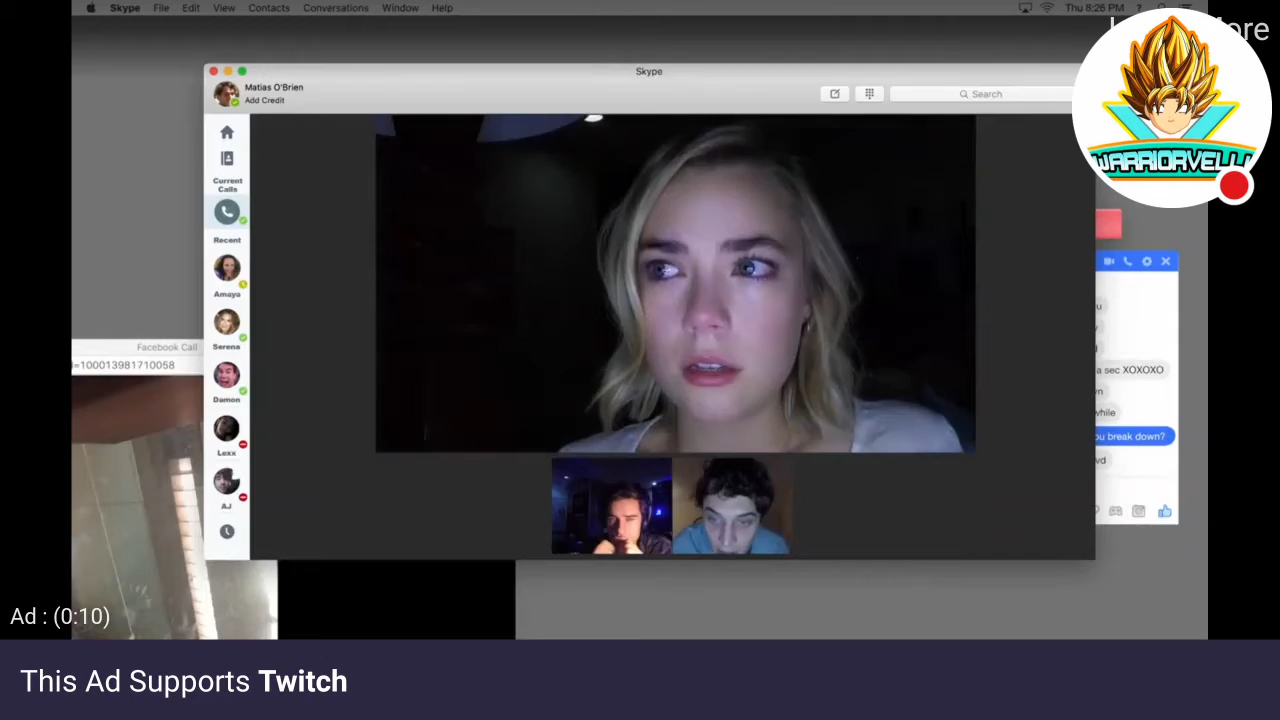 Skype File Edit View Contacts Conversations Window Help
Thu 8:26 PM
Skype
Matias O'Brien
Add Credit
Search
WARRIORVELLI
Current
Calls
Recent
Amaya
Serena
Damon
Lexx
AJ
Facebook Call
=100013981710058
a sec XOXOXO
while
ou break down?
Ad : (0:10)
This Ad Supports Twitch